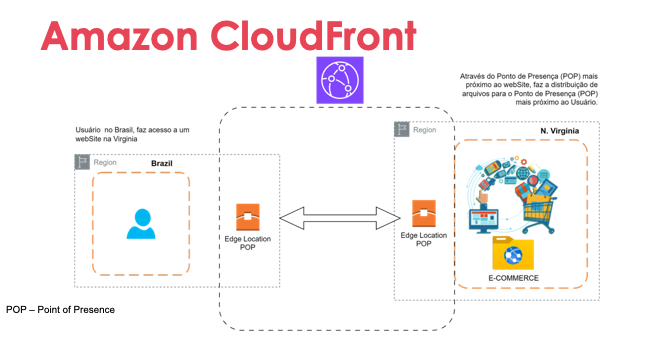 Amazon CloudFront
Através do Ponto de Presença (POP) mais
próximo ao webSite, faz a distribuição de
arquivos para o Ponto de Presença (POP)
mais próximo ao Usuário.
Usuário no Brasil, faz acesso a um
webSite na Virginia
Region
Brazil
Region
N. Virginia
Edge Location
POP
Edge Location
POP
E-COMMERCE
POP – Point of Presence